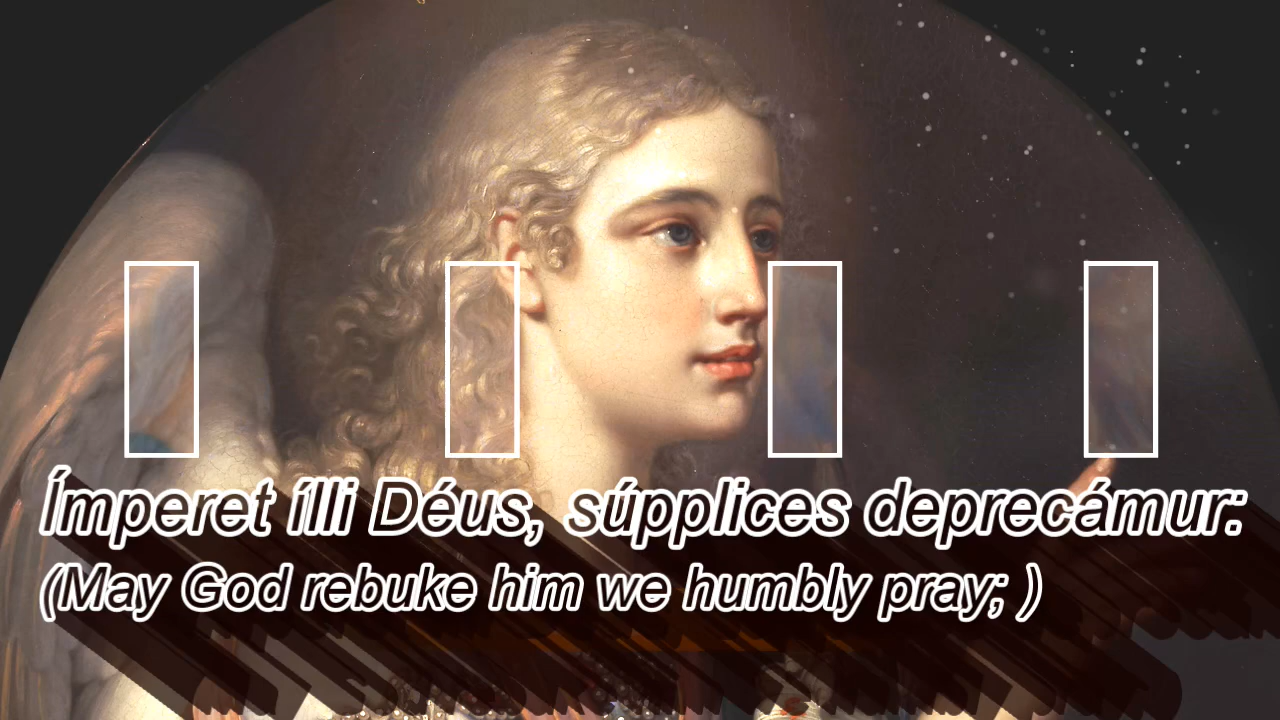 Ímperet ílli Déus, súpplices deprecámur:
(May God rebuke him we humbly pray; )